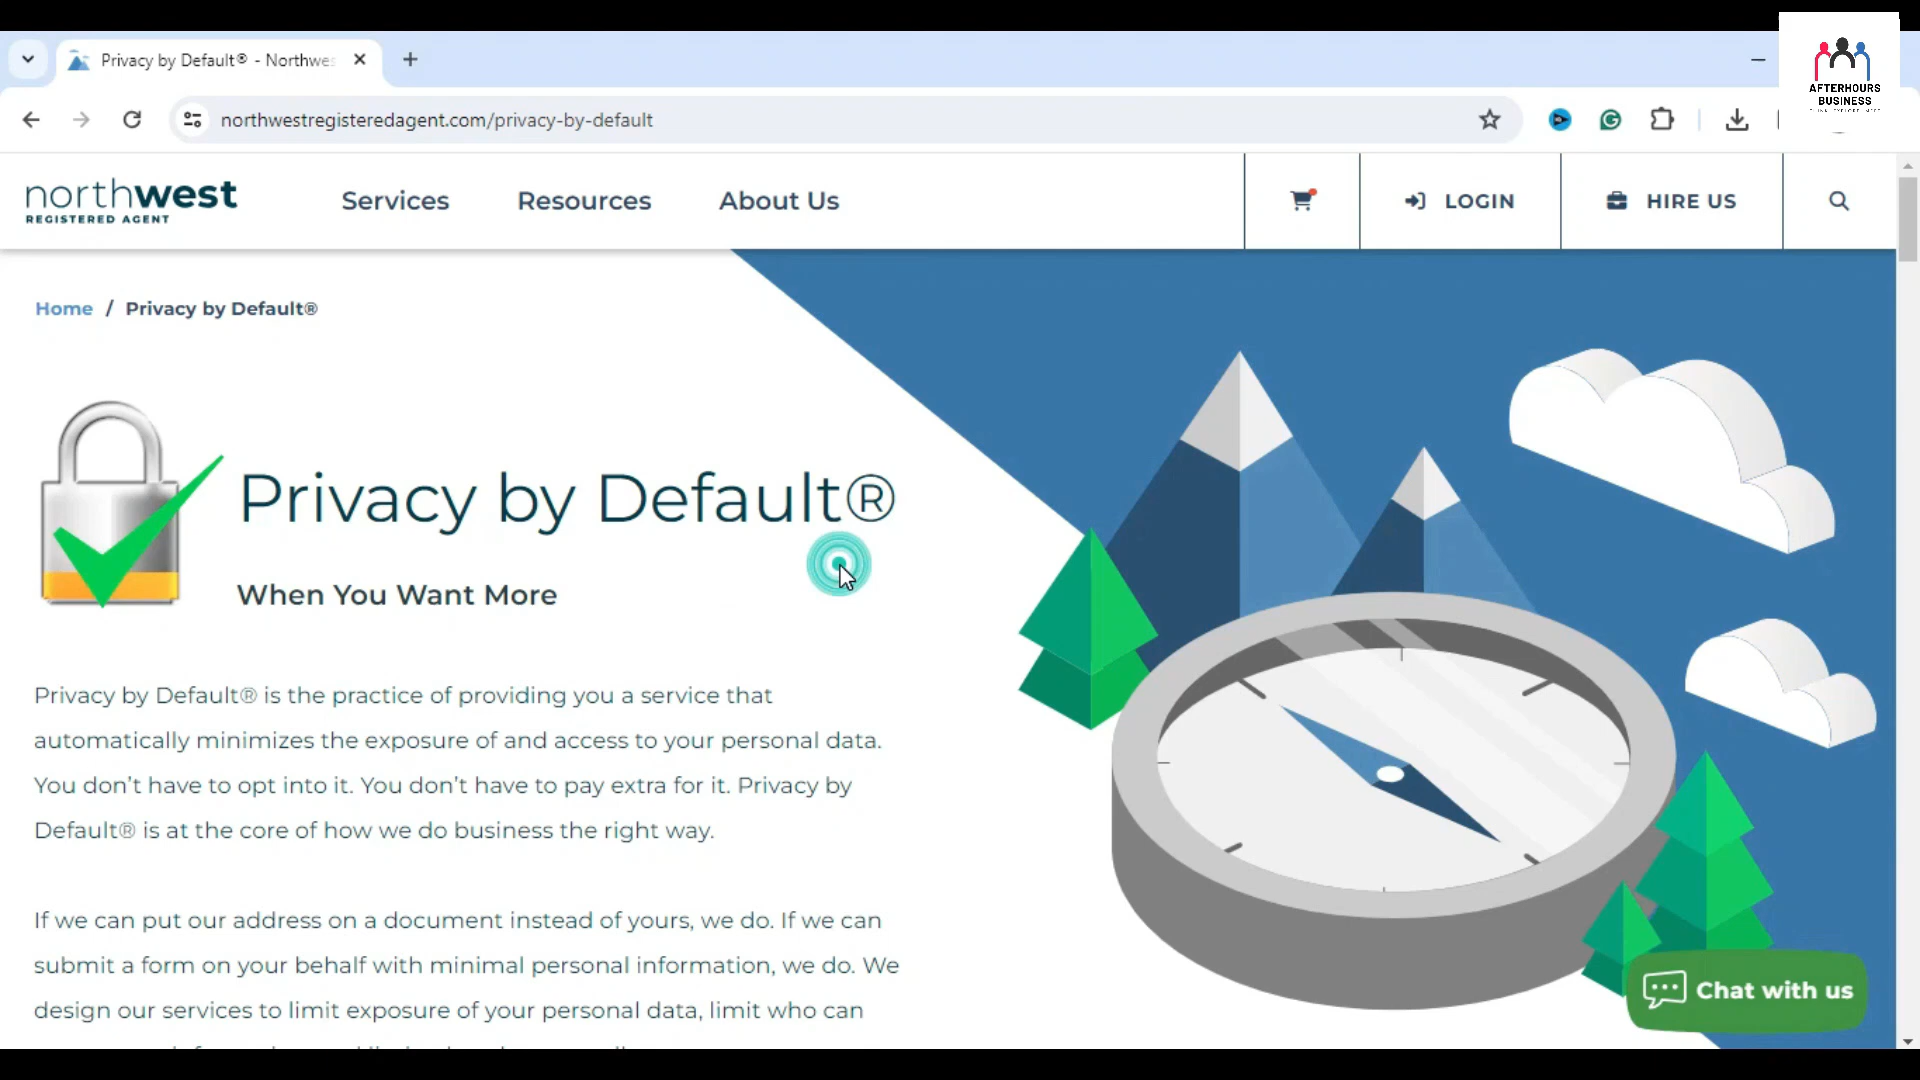 Privacy by Default® - Northwes
AFTERHOURS
BUSINESS
northwestregisteredagent.com/privacy-by-default
northwest
REGISTERED AGENT
Services
Resources
About Us
LOGIN
HIRE US
Home / Privacy by Default®
Privacy by Default®
When You Want More
Privacy by Default® is the practice of providing you a service that
automatically minimizes the exposure of and access to your personal data.
You don’t have to opt into it. You don’t have to pay extra for it. Privacy by
Default® is at the core of how we do business the right way.
If we can put our address on a document instead of yours, we do. If we can
submit a form on your behalf with minimal personal information, we do. We
design our services to limit exposure of your personal data, limit who can
Chat with us